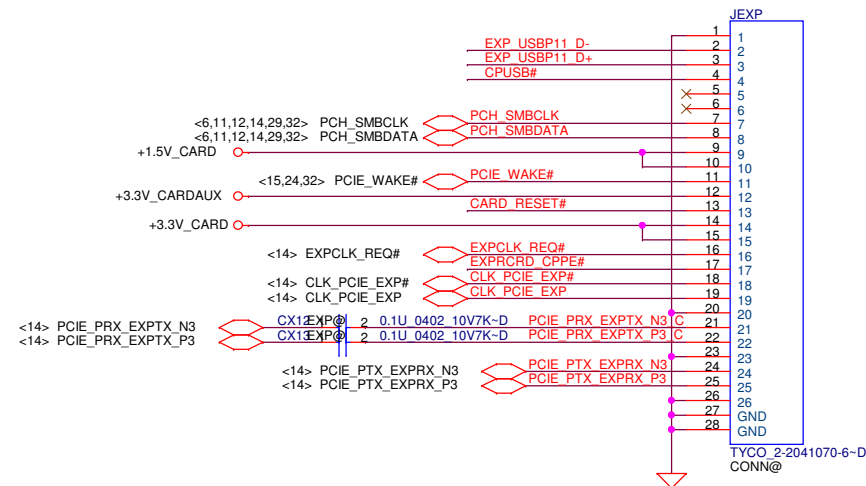 JEXP
1 1
EXP_USBP11_D- 2 2
EXP_USBP11_D+ 3 3
CPUSB# 4 4
5 5
6 6
<6,11,12,14,29,32> PCH_SMBCLK PCH_SMBCLK 7 7
<6,11,12,14,29,32> PCH_SMBDATA PCH_SMBDATA 8 8
+1.5V_CARD 9 9
10 10
<15,24,32> PCIE_WAKE# PCIE_WAKE# 11 11
+3.3V_CARDAUX 12 12
CARD_RESET# 13 13
+3.3V_CARD 14 14
15 15
<14> EXPCLK_REQ# EXPCLK_REQ# 16 16
EXPRCRD_CPPE# 17 17
<14> CLK_PCIE_EXP# CLK_PCIE_EXP# 18 18
<14> CLK_PCIE_EXP CLK_PCIE_EXP 19 19
20 20
<14> PCIE_PRX_EXPTX_N3 CX12 EXP@ 2 0.1U_0402_10V7K~D PCIE_PRX_EXPTX_N3_C 21 21
<14> PCIE_PRX_EXPTX_P3 CX13 EXP@ 2 0.1U_0402_10V7K~D PCIE_PRX_EXPTX_P3_C 22 22
23 23
<14> PCIE_PTX_EXPRX_N3 PCIE_PTX_EXPRX_N3 24 24
<14> PCIE_PTX_EXPRX_P3 PCIE_PTX_EXPRX_P3 25 25
26 26
27 GND
28 GND
TYCO_2-2041070-6~D
CONN@